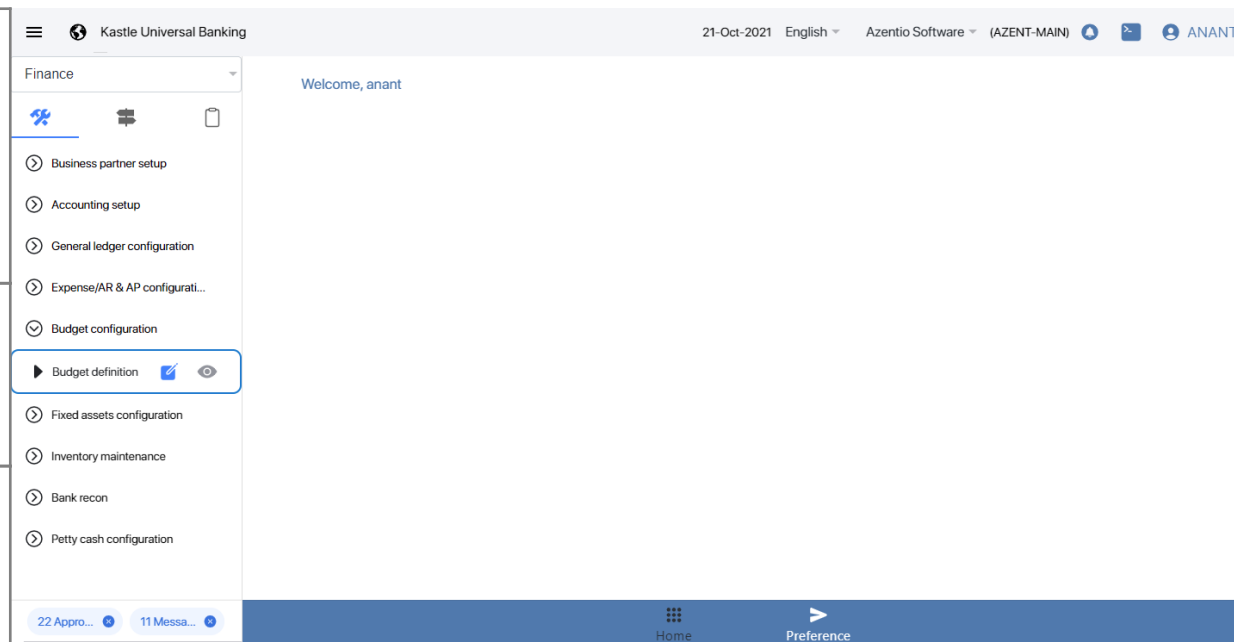 Kastle Universal Banking
21-Oct-2021 English Azentio Software (AZENT-MAIN) ANANT
Finance
Welcome, anant
Business partner setup
Accounting setup
General ledger configuration
Expense/AR & AP configurati...
Budget configuration
Budget definition
Fixed assets configuration
Inventory maintenance
Bank recon
Petty cash configuration
22 Appro... 11 Messa...
Home Preference